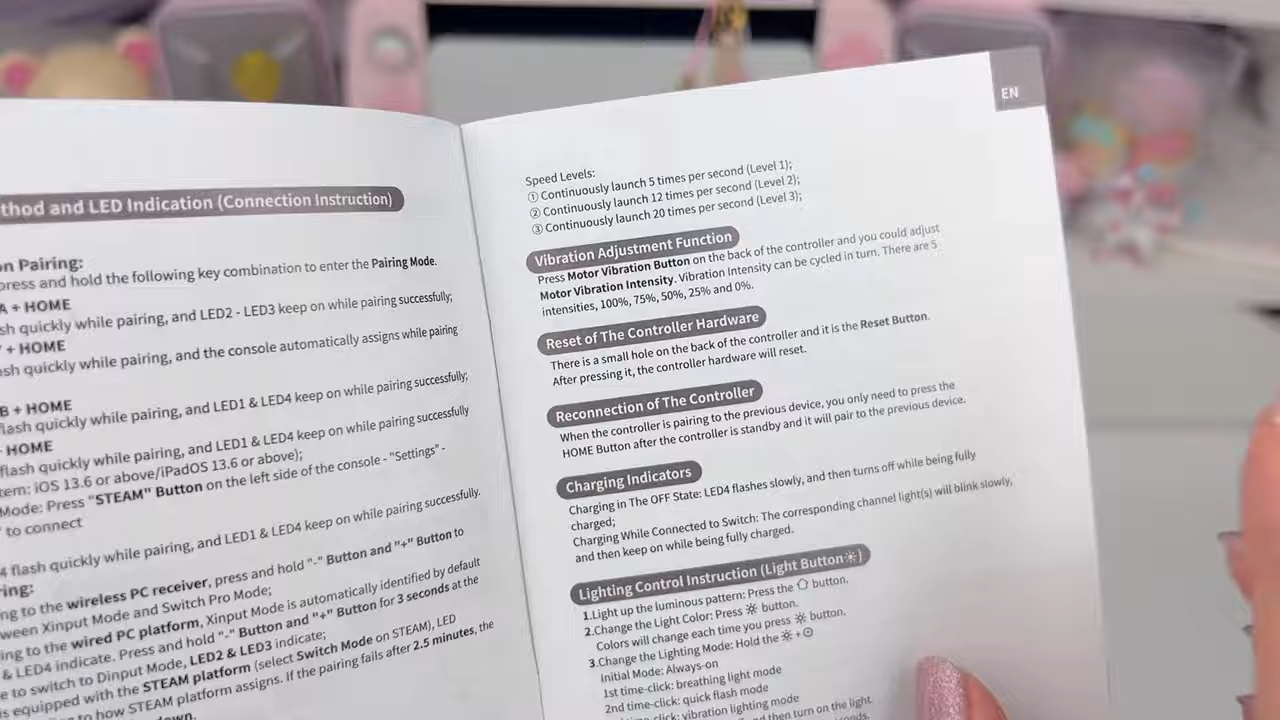 thod and LED Indication (Connection Instruction)
on Pairing:
press and hold the following key combination to enter the Pairing Mode.
A + HOME
sh quickly while pairing, and LED2 - LED3 keep on while pairing successfully;
+ HOME
ash quickly while pairing, and the console automatically assigns while pairing
B + HOME
flash quickly while pairing, and LED1 & LED4 keep on while pairing successfully;
HOME
flash quickly while pairing, and LED1 & LED4 keep on while pairing successfully
tem: iOS 13.6 or above/iPadOS 13.6 or above);
Mode: Press "STEAM" Button on the left side of the console - "Settings" -
to connect
4 flash quickly while pairing, and LED1 & LED4 keep on while pairing successfully.
ring:
ng to the wireless PC receiver, press and hold "-" Button and "+" Button to
ween Xinput Mode and Switch Pro Mode;
ing to the wired PC platform, Xinput Mode is automatically identified by default
& LED4 indicate. Press and hold "-" Button and "+" Button for 3 seconds at the
e to switch to Dinput Mode, LED2 & LED3 indicate;
is equipped with the STEAM platform (select Switch Mode on STEAM), LED
to how STEAM platform assigns. If the pairing fails after 2.5 minutes, the
down.
EN
Speed Levels:
① Continuously launch 5 times per second (Level 1);
② Continuously launch 12 times per second (Level 2);
③ Continuously launch 20 times per second (Level 3);
Vibration Adjustment Function
Press Motor Vibration Button on the back of the controller and you could adjust
Motor Vibration Intensity. Vibration Intensity can be cycled in turn. There are 5
intensities, 100%, 75%, 50%, 25% and 0%.
Reset of The Controller Hardware
There is a small hole on the back of the controller and it is the Reset Button.
After pressing it, the controller hardware will reset.
Reconnection of The Controller
When the controller is pairing to the previous device, you only need to press the
HOME Button after the controller is standby and it will pair to the previous device.
Charging Indicators
Charging in The OFF State: LED4 flashes slowly, and then turns off while being fully
charged;
Charging While Connected to Switch: The corresponding channel light(s) will blink slowly,
and then keep on while being fully charged.
Lighting Control Instruction (Light Button☀)
1.Light up the luminous pattern: Press the button.
2.Change the Light Color: Press ☀ button.
Colors will change each time you press ☀ button.
3.Change the Lighting Mode: Hold the ☀+⊙
Initial Mode: Always-on
1st time-click: breathing light mode
2nd time-click: quick flash mode
time-click: vibration lighting mode
and then turn on the light.